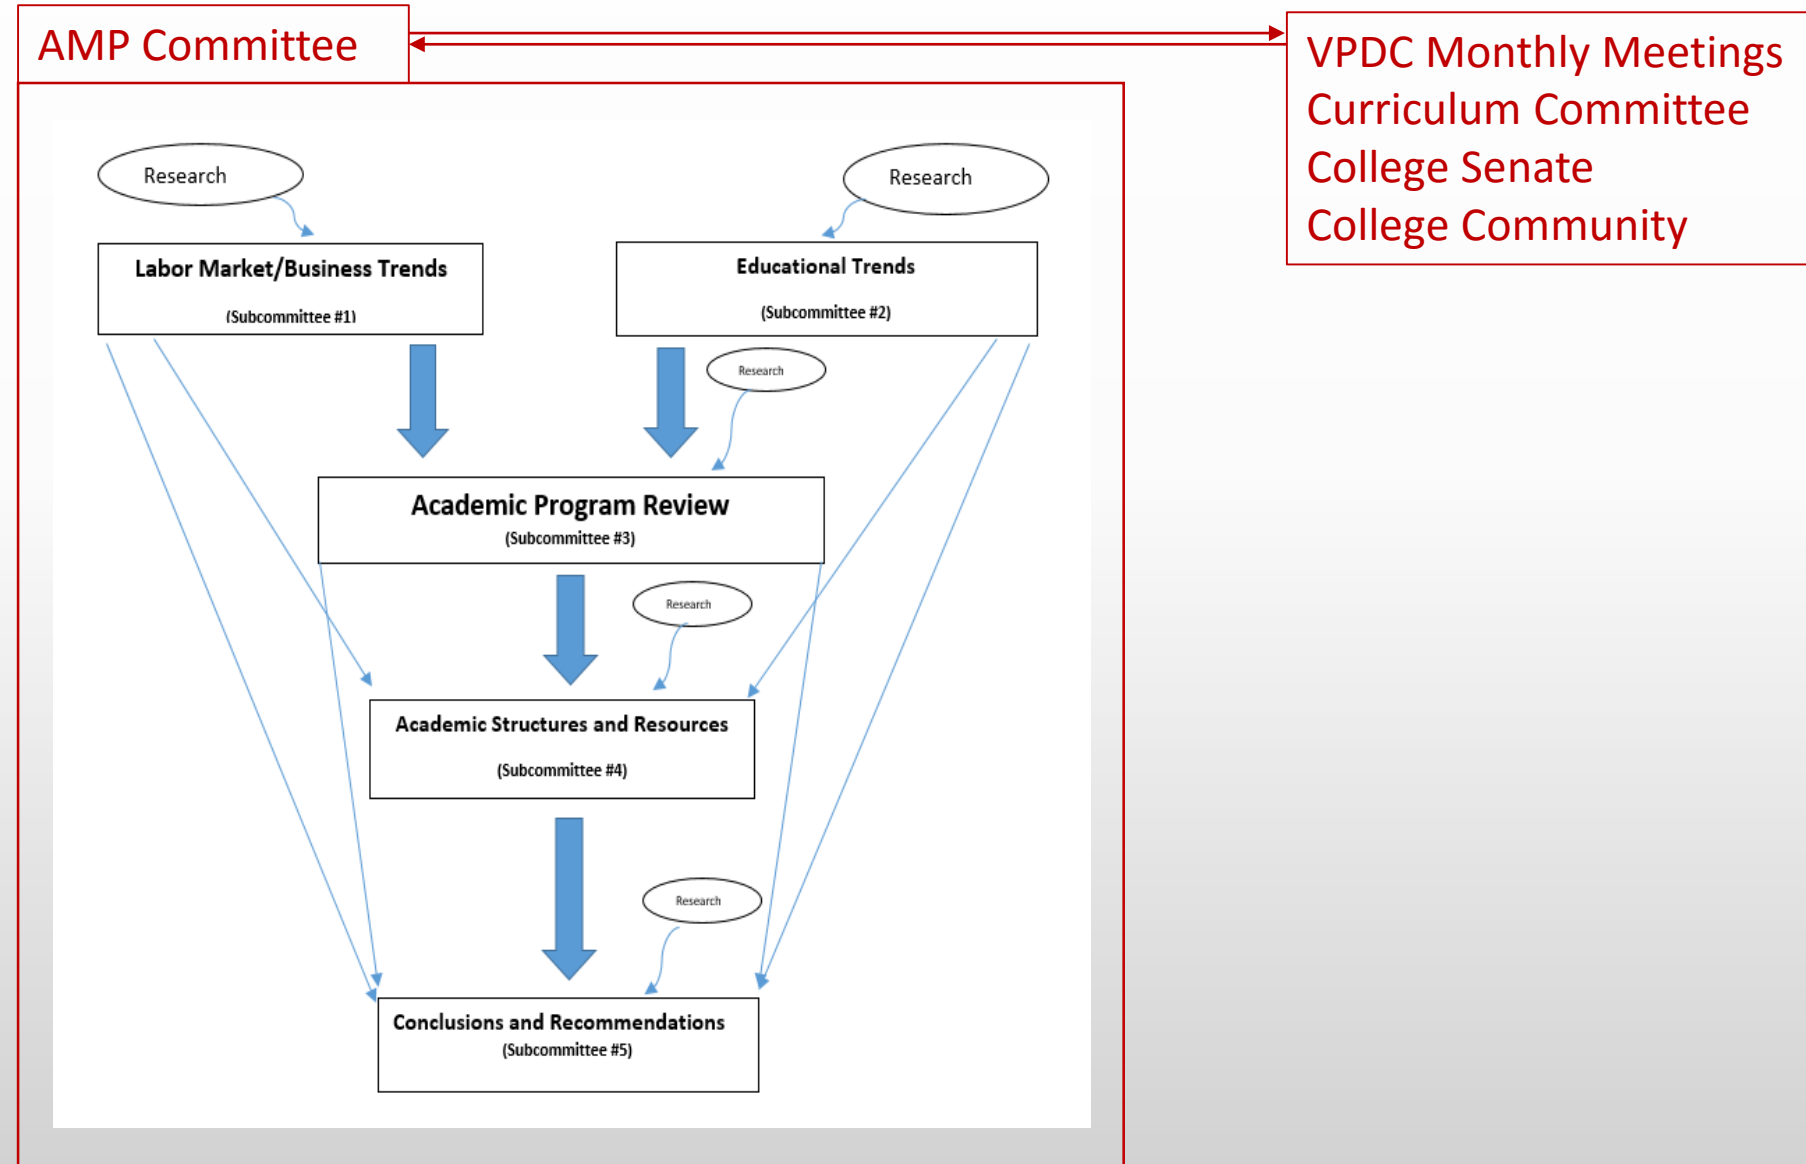 AMP Committee
VPDC Monthly Meetings
Curriculum Committee
College Senate
College Community
Research
Research
Labor Market/Business Trends
(Subcommittee #1)
Educational Trends
(Subcommittee #2)
Research
Academic Program Review
(Subcommittee #3)
Research
Academic Structures and Resources
(Subcommittee #4)
Research
Conclusions and Recommendations
(Subcommittee #5)